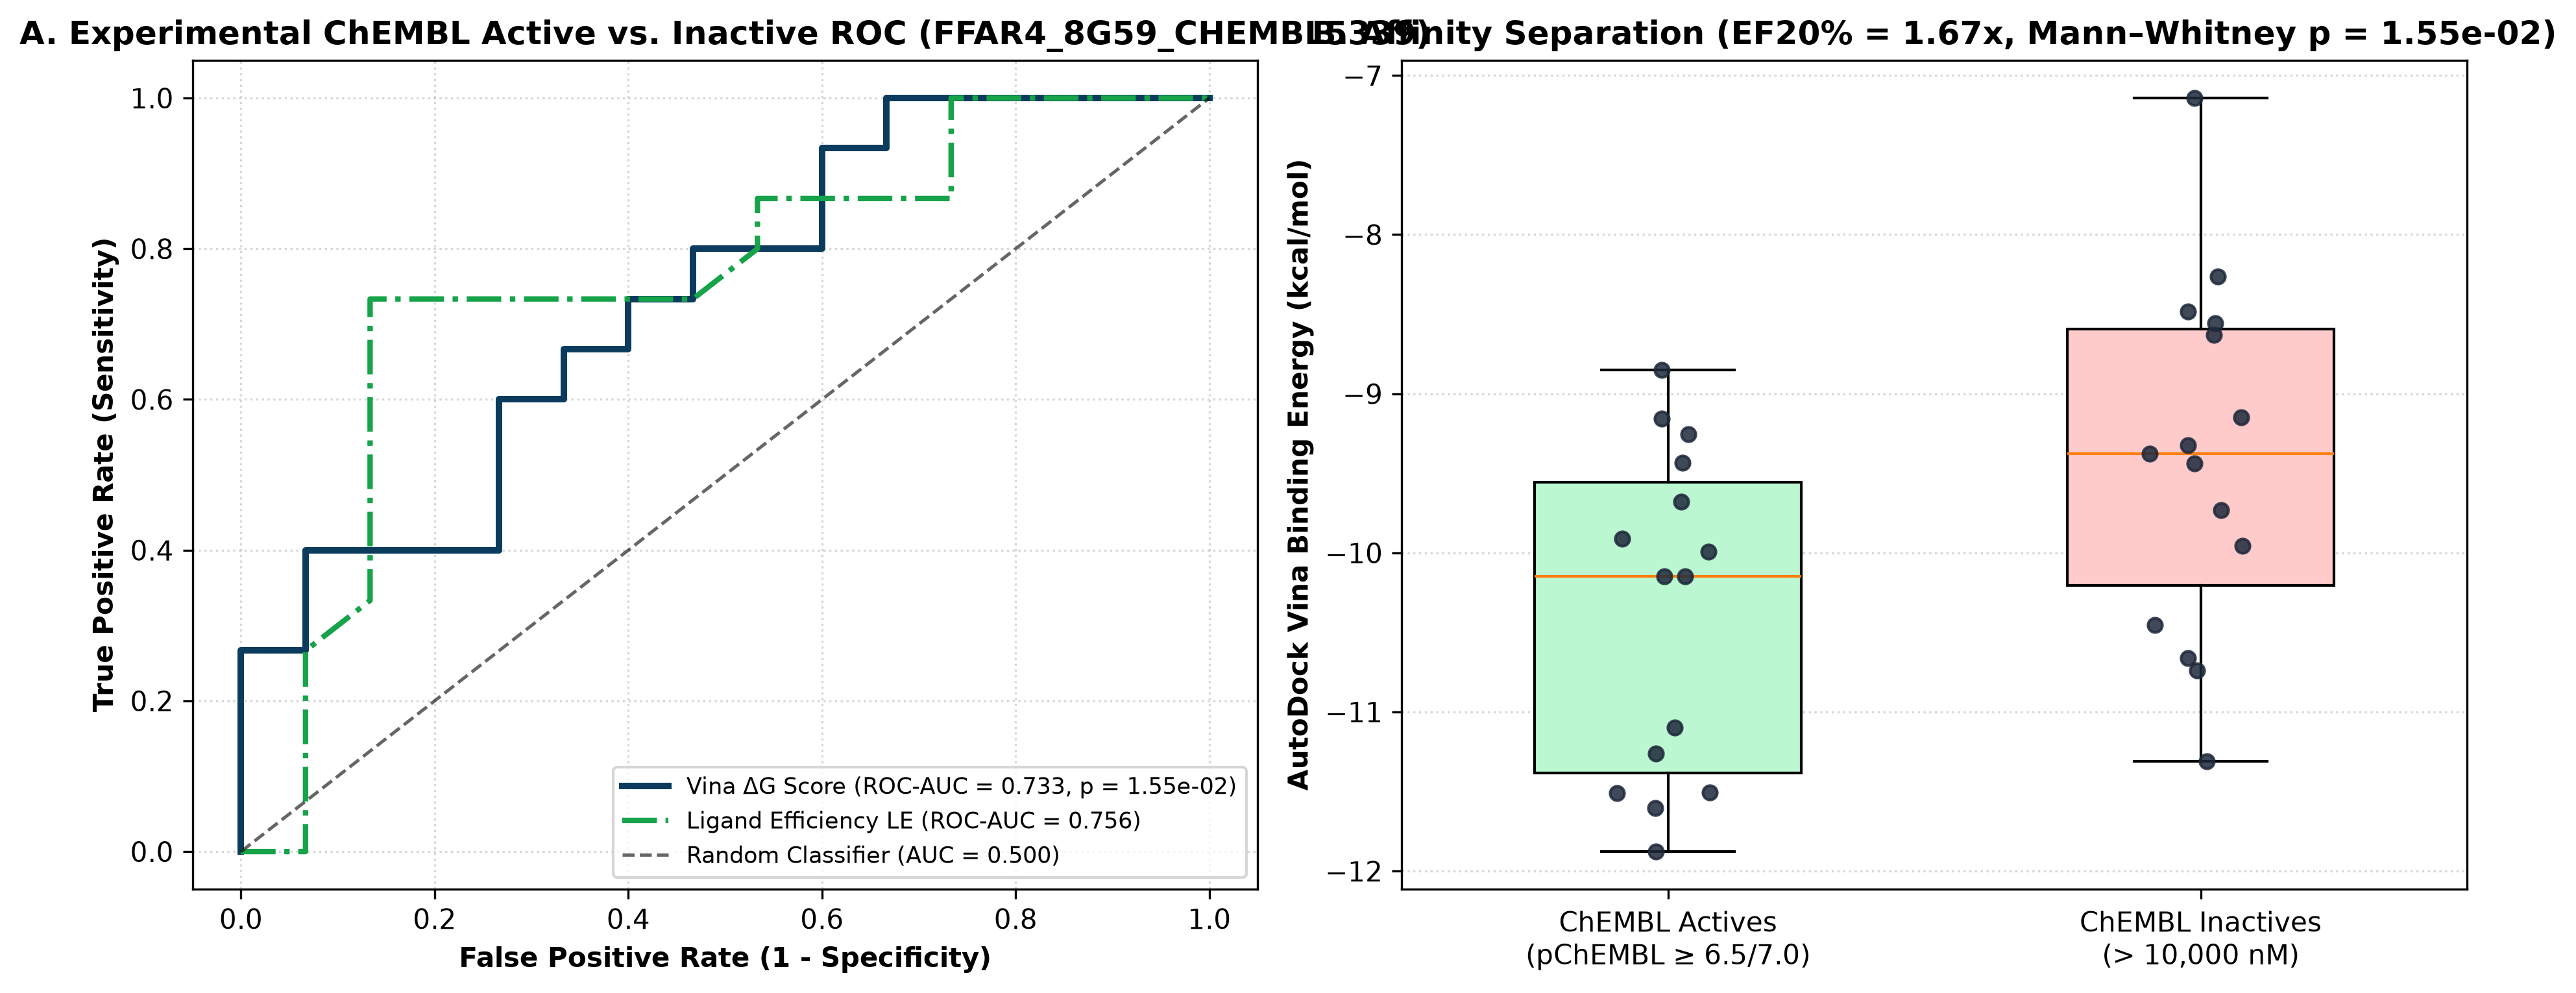 A. Experimental ChEMBL Active vs. Inactive ROC (FFAR4_8G59_CHEMBL5339)
True Positive Rate (Sensitivity)
1.0
0.8
0.6
0.4
0.2
0.0
Vina ΔG Score (ROC-AUC = 0.733, p = 1.55e-02)
Ligand Efficiency LE (ROC-AUC = 0.756)
Random Classifier (AUC = 0.500)
0.0 0.2 0.4 0.6 0.8 1.0
False Positive Rate (1 - Specificity)
B. Affinity Separation (EF20% = 1.67x, Mann–Whitney p = 1.55e-02)
AutoDock Vina Binding Energy (kcal/mol)
−7
−8
−9
−10
−11
−12
ChEMBL Actives
(pChEMBL ≥ 6.5/7.0)
ChEMBL Inactives
(> 10,000 nM)